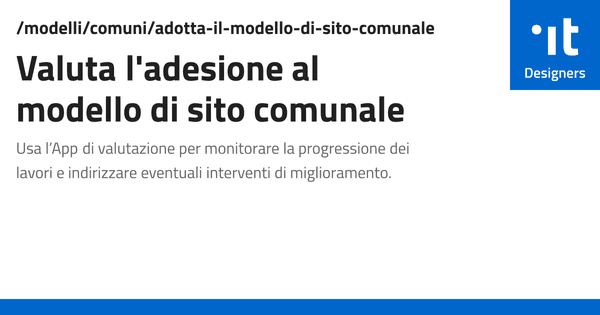 /modelli/comuni/adotta-il-modello-di-sito-comunale
Valuta l'adesione al
modello di sito comunale
Usa l’App di valutazione per monitorare la progressione dei
lavori e indirizzare eventuali interventi di miglioramento.
.it
Designers